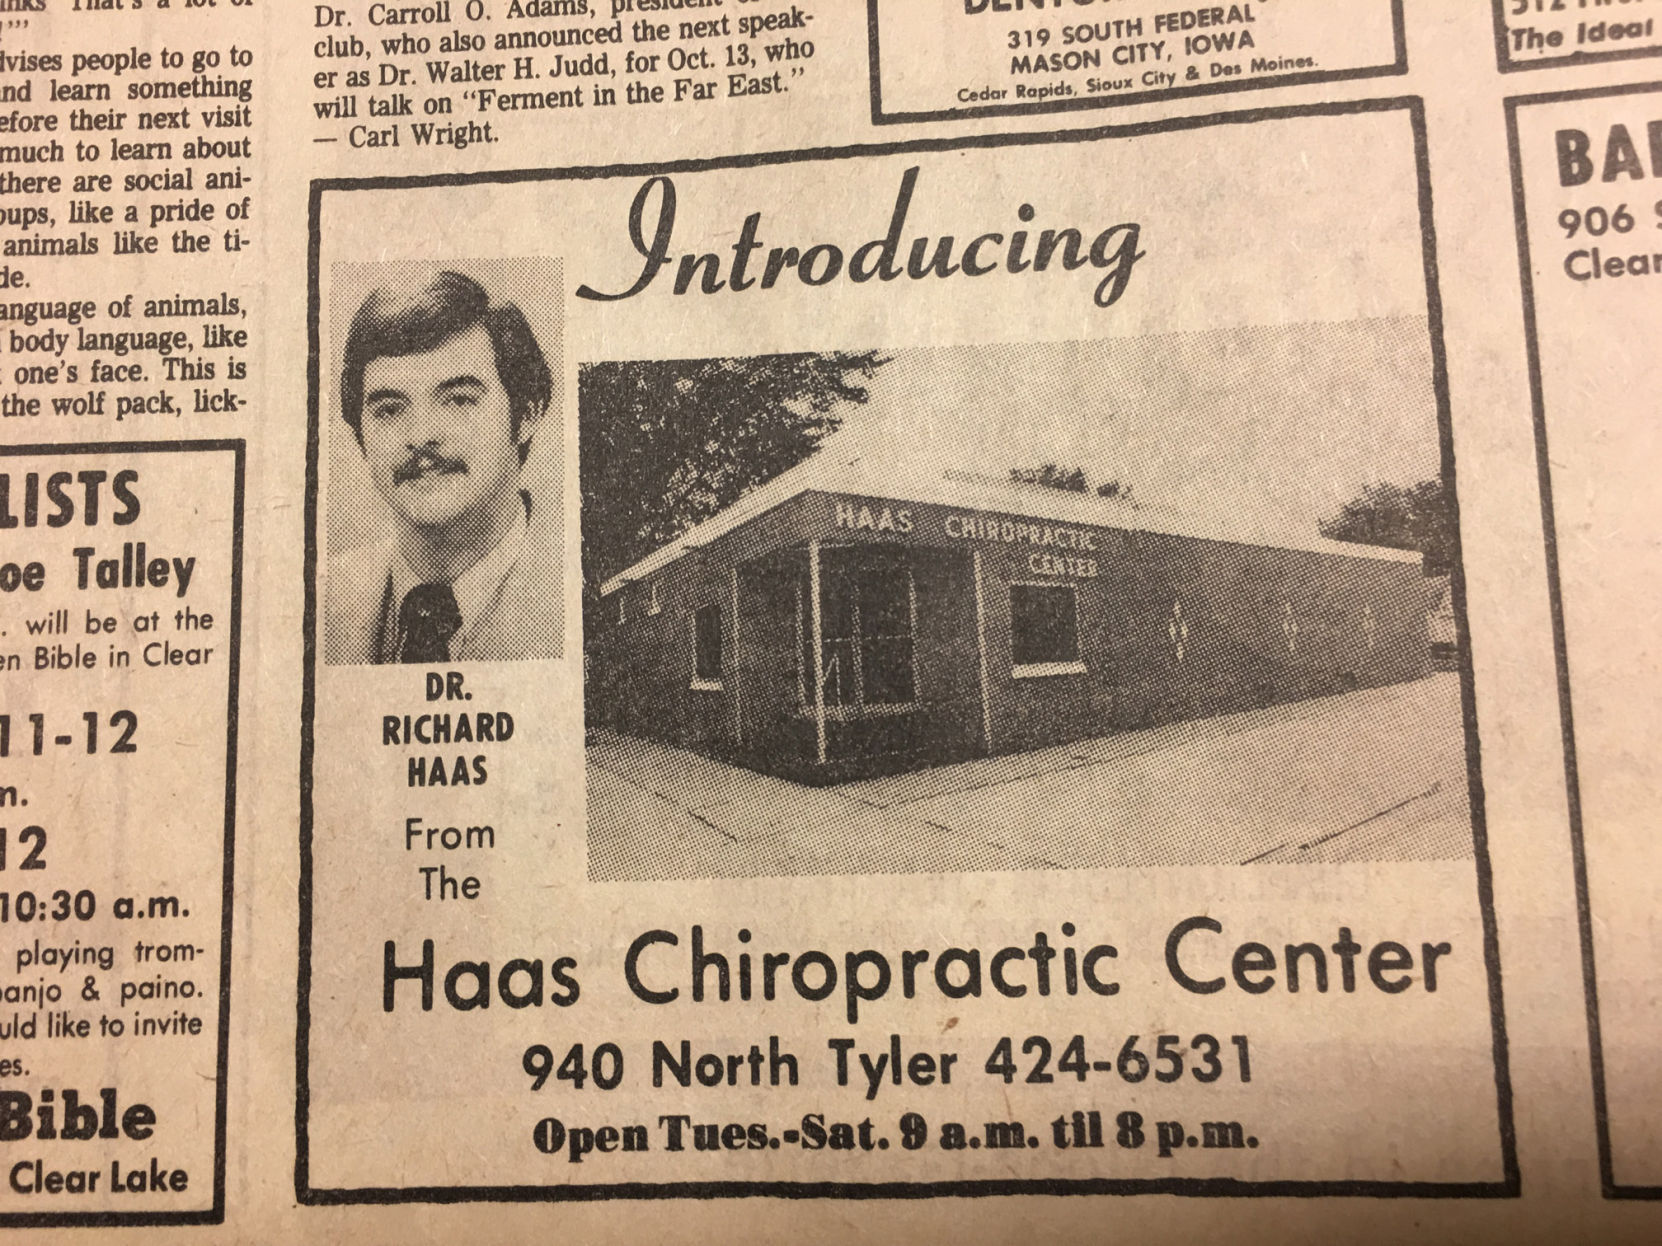 That's a lot of
dvises people to go to
nd learn something
efore their next visit
much to learn about
there are social ani-
oups, like a pride of
animals like the ti-
de.
anguage of animals,
body language, like
one's face. This is
the wolf pack, lick-
LISTS
oe Talley
. will be at the
en Bible in Clear
11-12
m.
12
10:30 a.m.
playing trom-
banjo & paino.
uld like to invite
es.
Bible
Clear Lake
Dr. Carroll O. Adams, president
club, who also announced the next speak-
er as Dr. Walter H. Judd, for Oct. 13, who
will talk on "Ferment in the Far East."
— Carl Wright.
319 SOUTH FEDERAL
MASON CITY, IOWA
Cedar Rapids, Sioux City & Des Moines.
Introducing
HAAS CHIROPRACTIC
CENTER
DR.
RICHARD
HAAS
From
The
Haas Chiropractic Center
940 North Tyler 424-6531
Open Tues.-Sat. 9 a.m. til 8 p.m.
The Ideal
906
Clear